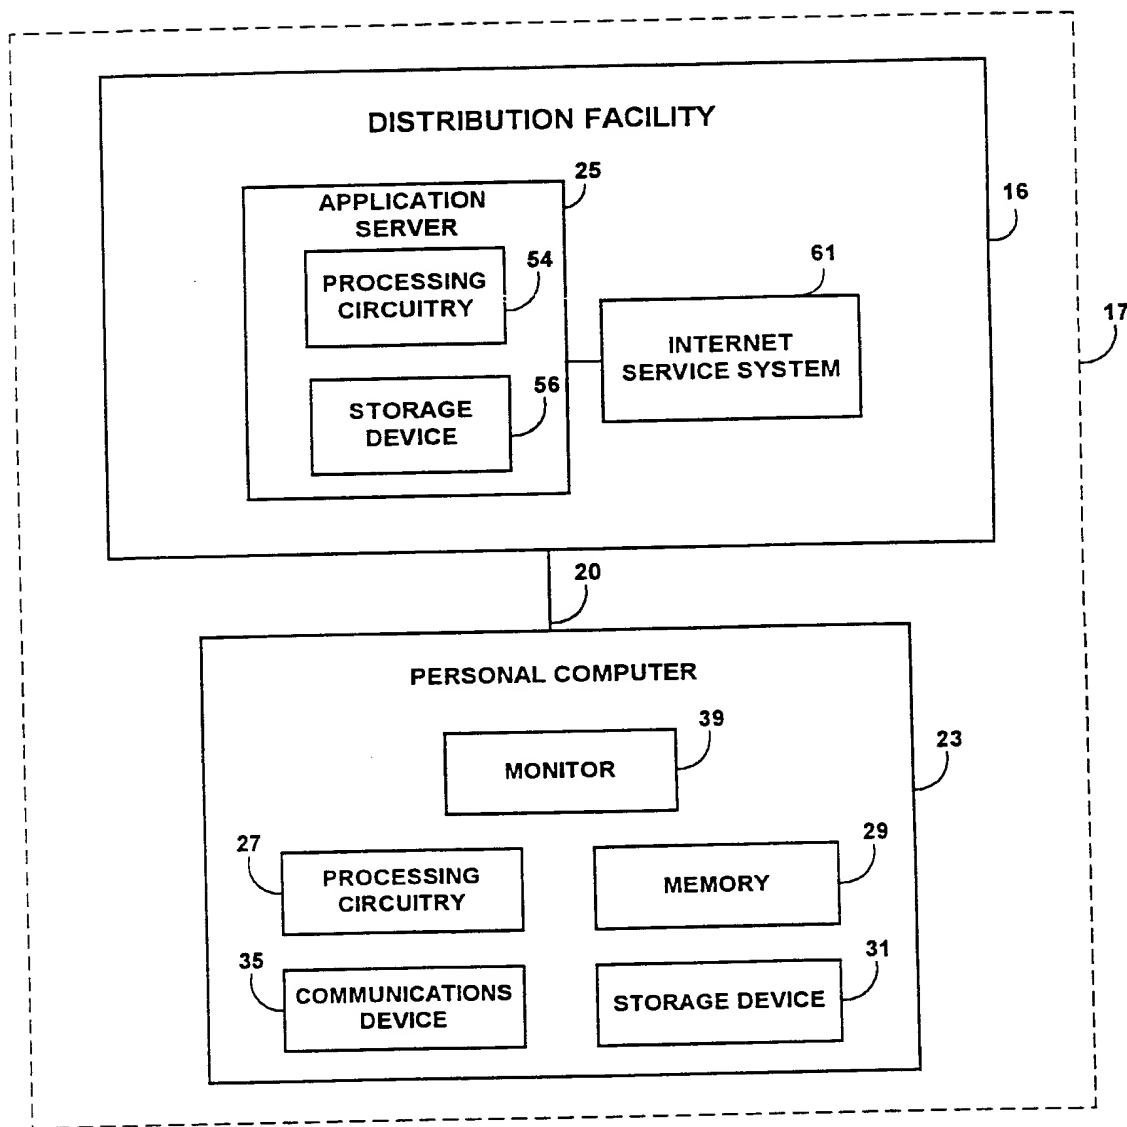 DISTRIBUTION FACILITY
25
APPLICATION
SERVER
16
54
PROCESSING
CIRCUITRY
61
17
INTERNET
SERVICE SYSTEM
56
STORAGE
DEVICE
20
PERSONAL COMPUTER
39
23
MONITOR
27
PROCESSING
CIRCUITRY
29
MEMORY
35
COMMUNICATIONS
DEVICE
31
STORAGE DEVICE